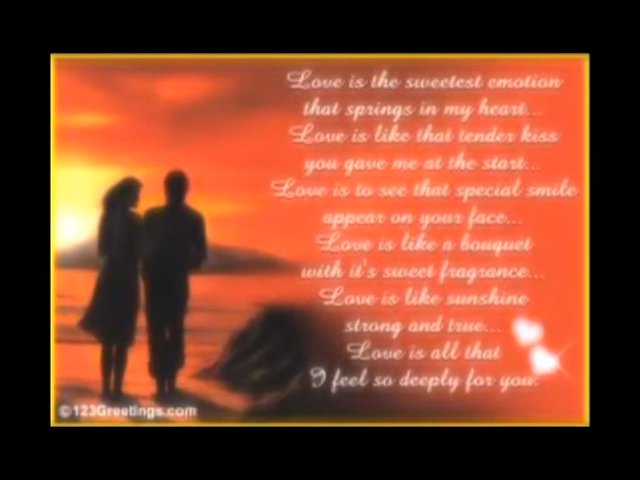 Love is the sweetest emotion
that springs in my heart...
Love is like that tender kiss
you gave me at the start...
Love is to see that special smile
appear on your face...
Love is like a bouquet
with it's sweet fragrance...
Love is like sunshine
strong and true...
Love is all that
I feel so deeply for you.
©123Greetings.com